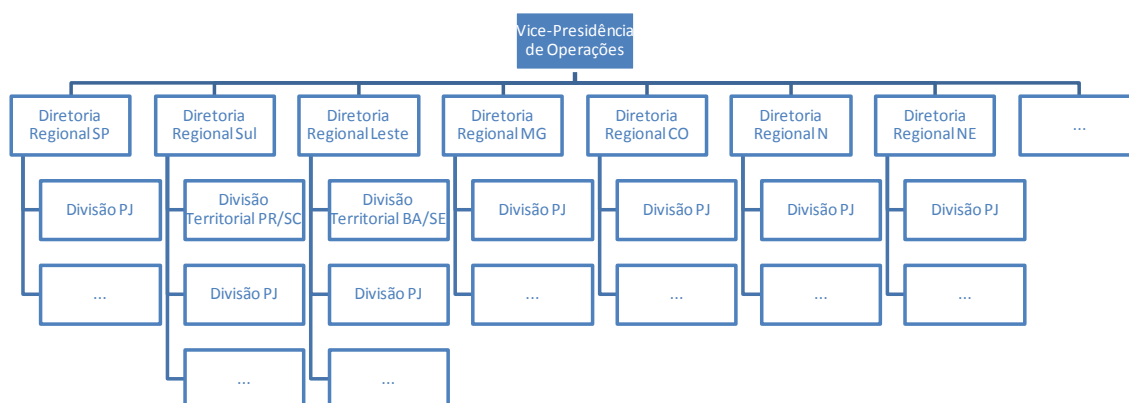 Vice-Presidência
de Operações
Diretoria
Regional SP
Diretoria
Regional Sul
Diretoria
Regional Leste
Diretoria
Regional MG
Diretoria
Regional CO
Diretoria
Regional N
Diretoria
Regional NE
...
Divisão PJ
Divisão
Territorial PR/SC
Divisão
Territorial BA/SE
Divisão PJ
Divisão PJ
Divisão PJ
Divisão PJ
...
Divisão PJ
Divisão PJ
...
...
...
...
...
...